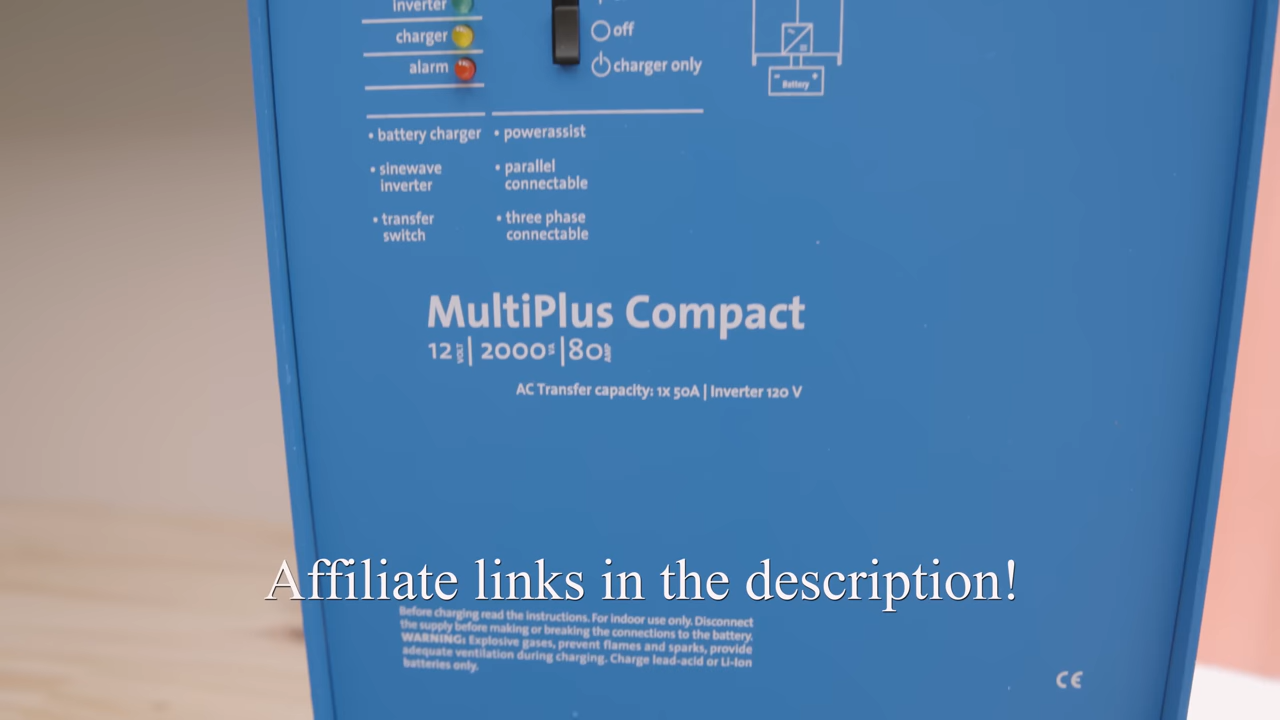 inverter
charger
alarm
off
charger only
- +
Battery
• battery charger
• sinewave
inverter
• transfer
switch
• powerassist
• parallel
connectable
• three phase
connectable
MultiPlus Compact
12 VOLT | 2000 VA | 80 AMP
AC Transfer capacity: 1x 50A | Inverter 120 V
Affiliate links in the description!
Before charging read the instructions. For indoor use only. Disconnect
the supply before making or breaking the connections to the battery.
WARNING: Explosive gases, prevent flames and sparks, provide
adequate ventilation during charging. Charge lead-acid or Li-Ion
batteries only.
CE